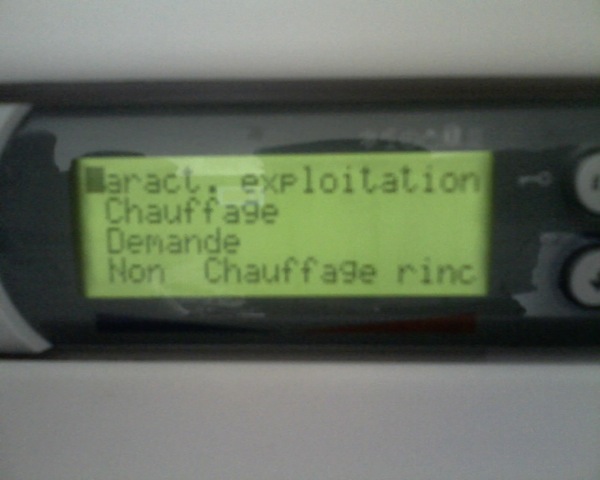 aract. exploitation
Chauffage
Demande
Non Chauffage rinc